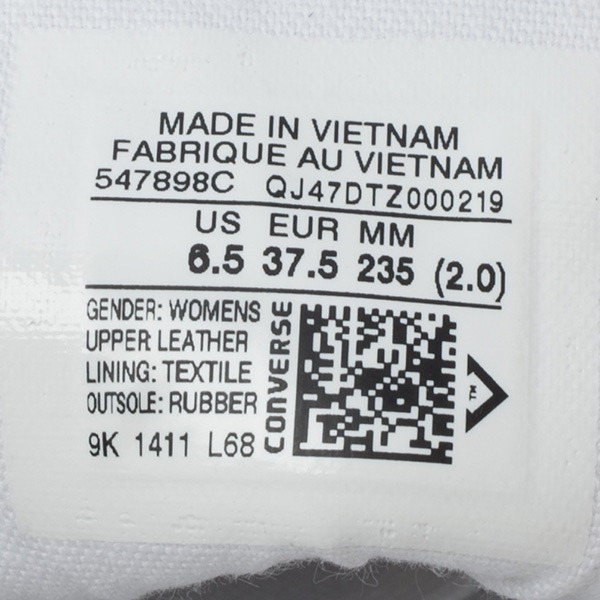 MADE IN VIETNAM
FABRIQUE AU VIETNAM
547898C QJ47DTZ000219
US EUR MM
6.5 37.5 235 (2.0)
GENDER: WOMENS
UPPER: LEATHER
LINING: TEXTILE
OUTSOLE: RUBBER
9K 1411 L68
CONVERSE
TM